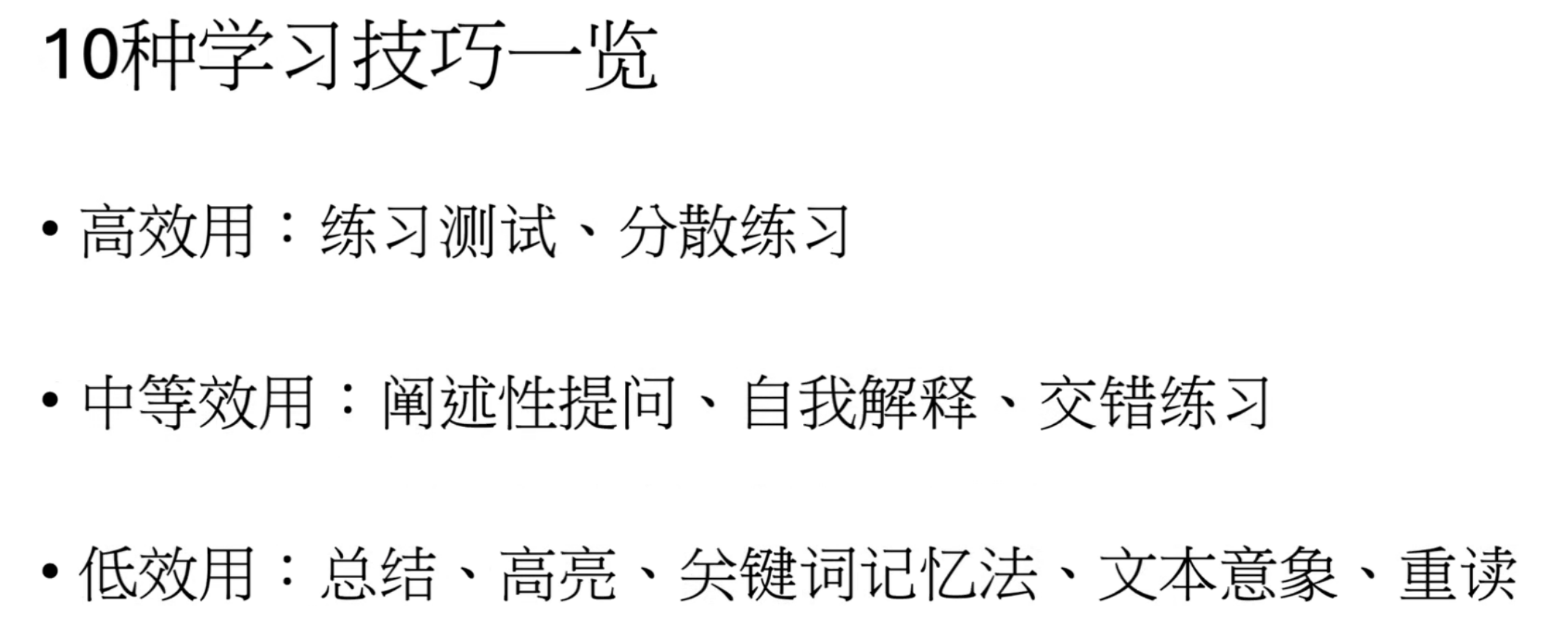 10种学习技巧一览
• 高效用：练习测试、分散练习
• 中等效用：阐述性提问、自我解释、交错练习
• 低效用：总结、高亮、关键词记忆法、文本意象、重读